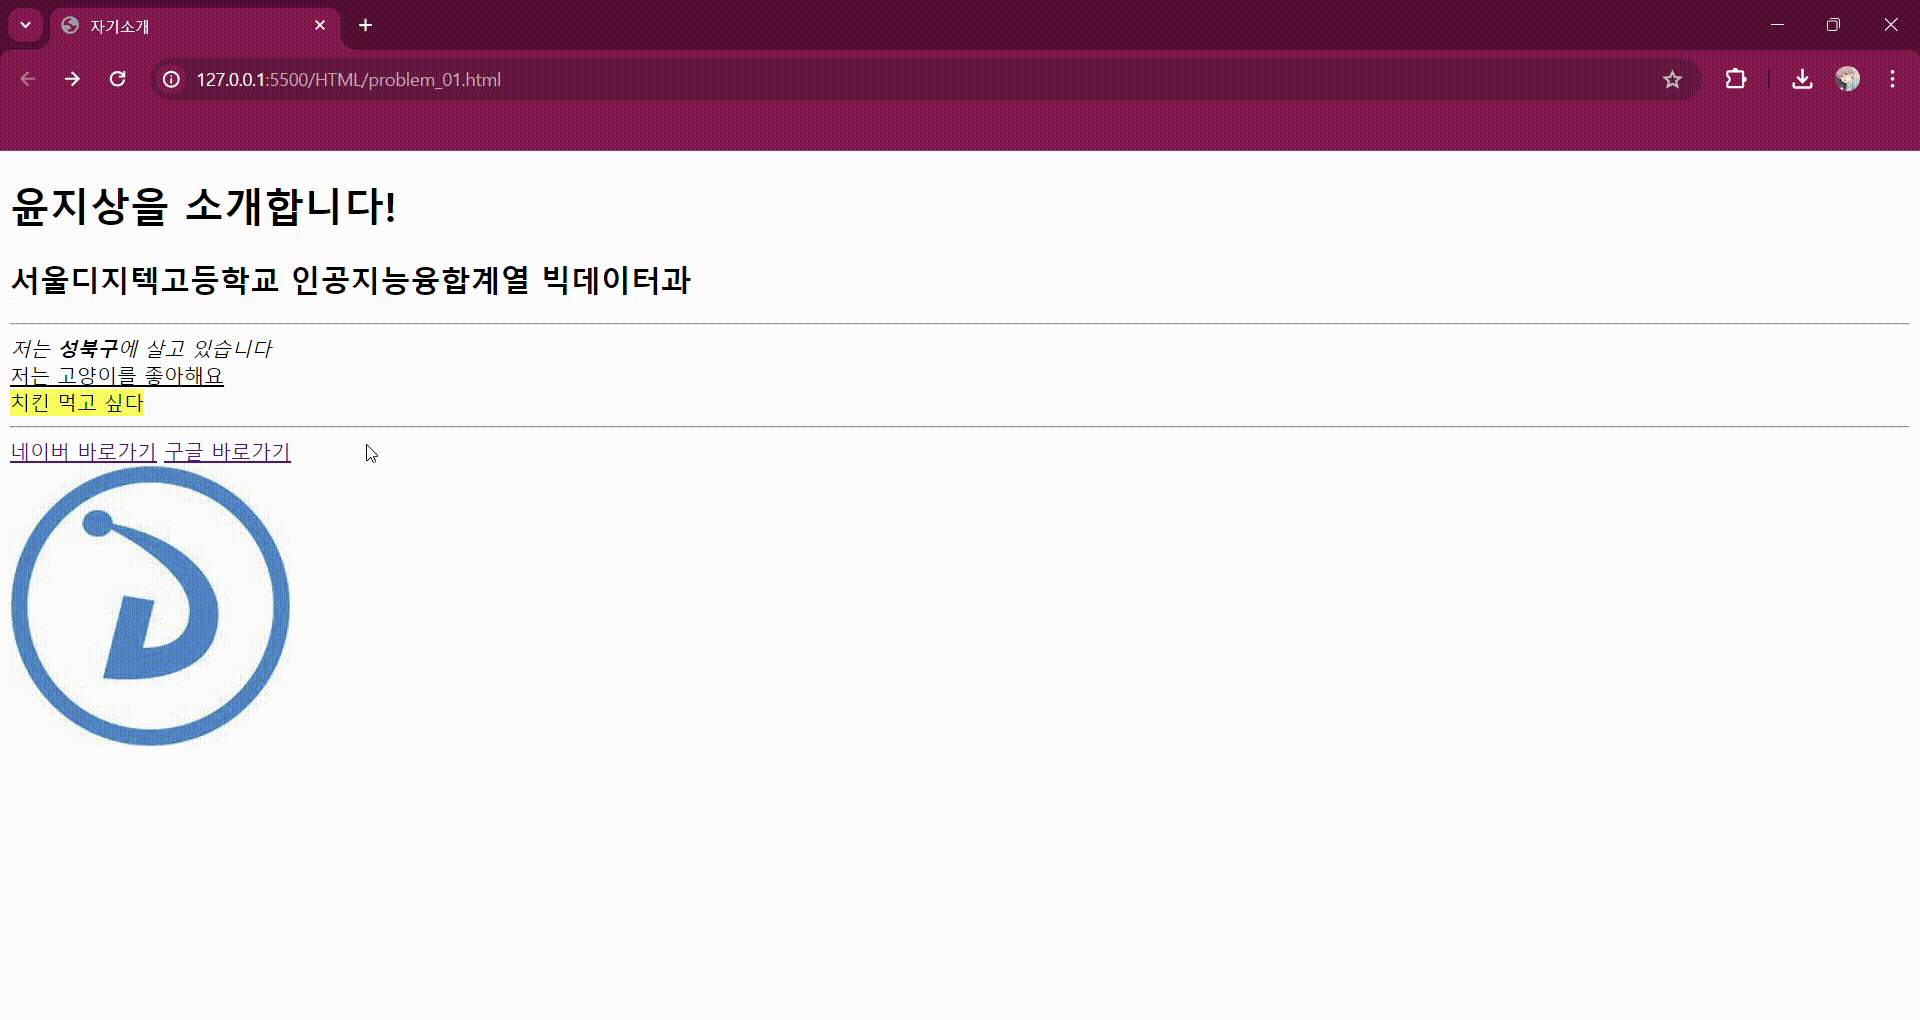 자기소개
127.0.0.1:5500/HTML/problem_01.html
윤지상을 소개합니다!
서울디지텍고등학교 인공지능융합계열 빅데이터과
저는 성북구에 살고 있습니다
저는 고양이를 좋아해요
치킨 먹고 싶다
네이버 바로가기 구글 바로가기